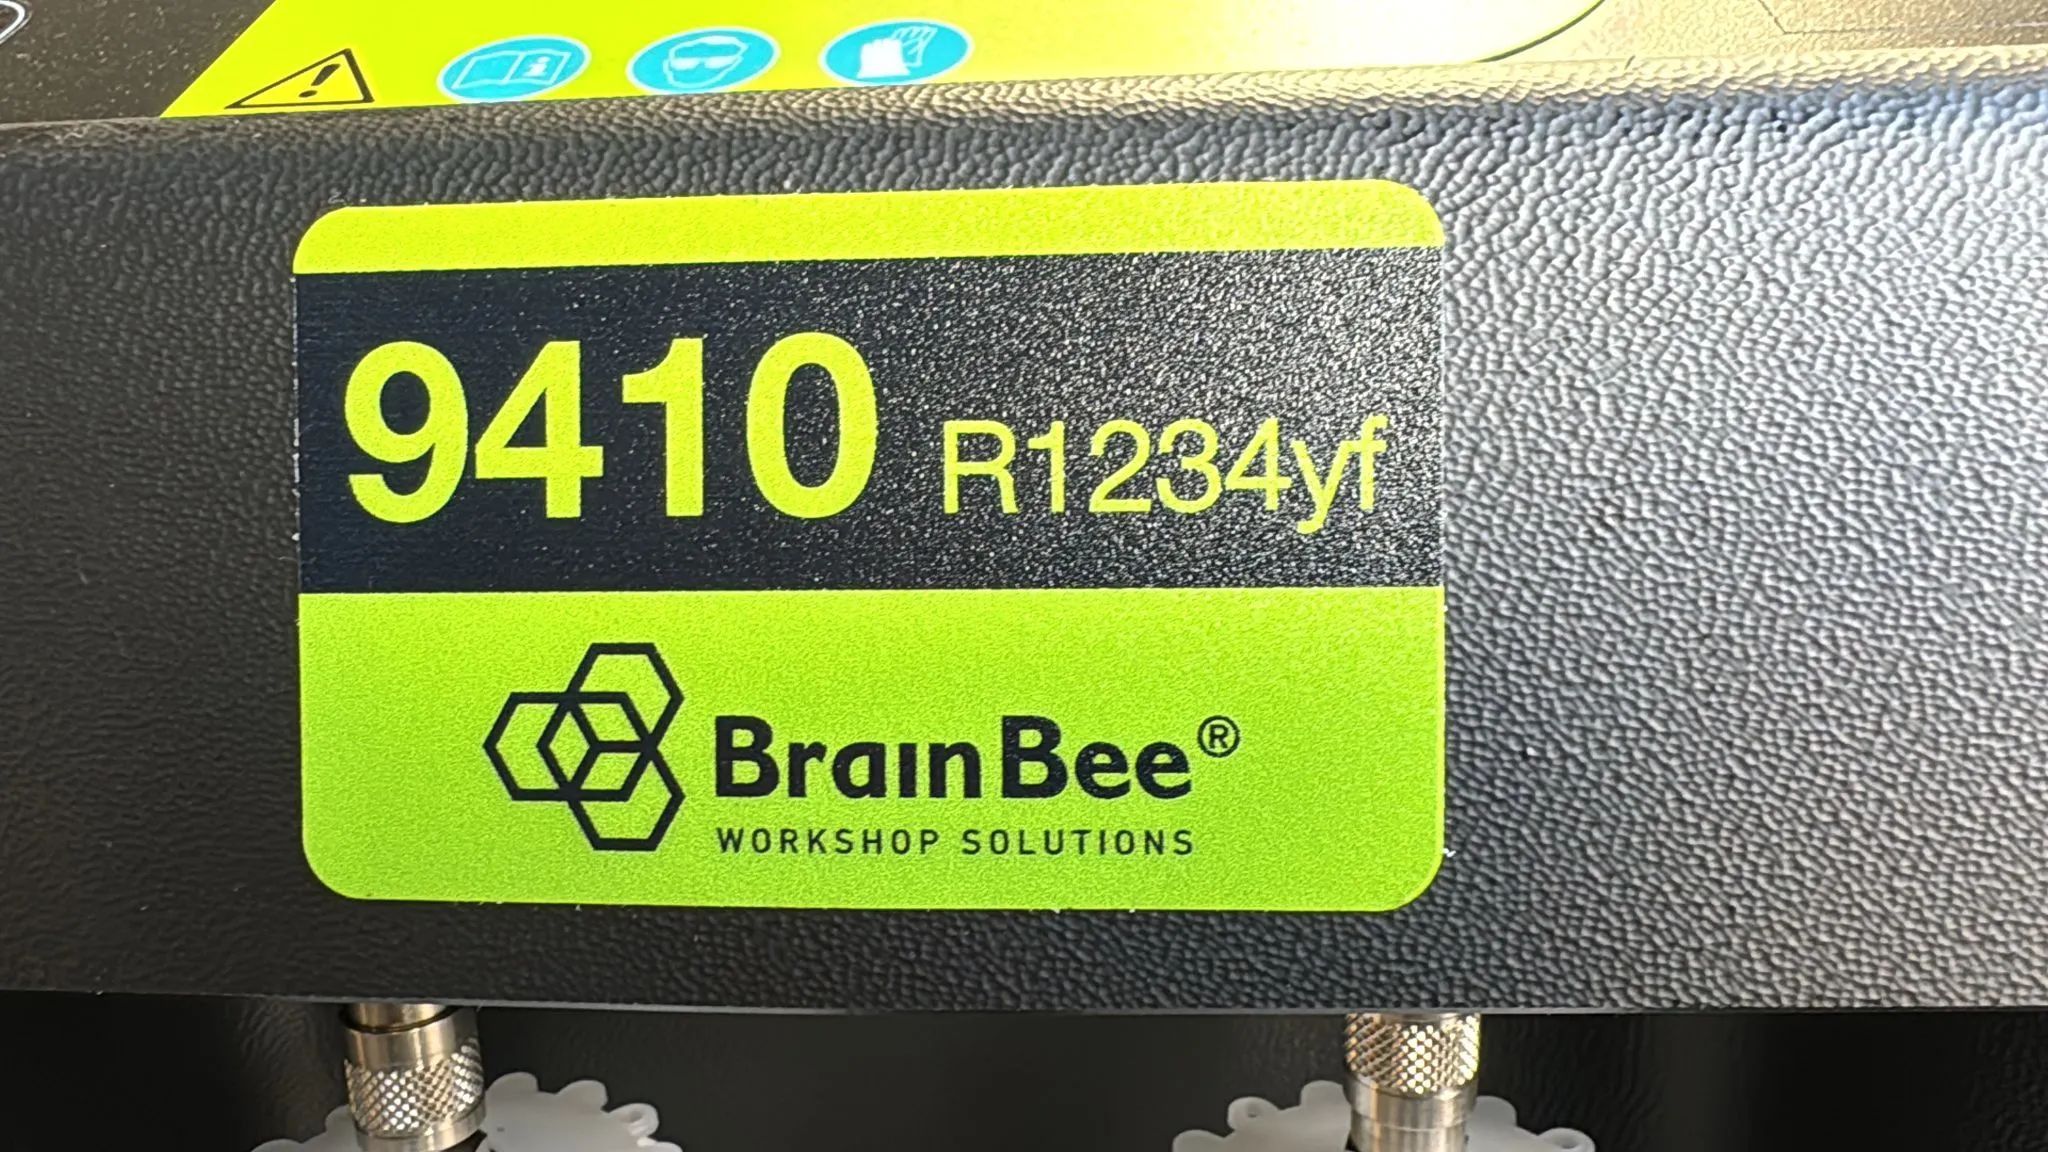 9410 R1234yf
BrainBee®
WORKSHOP SOLUTIONS